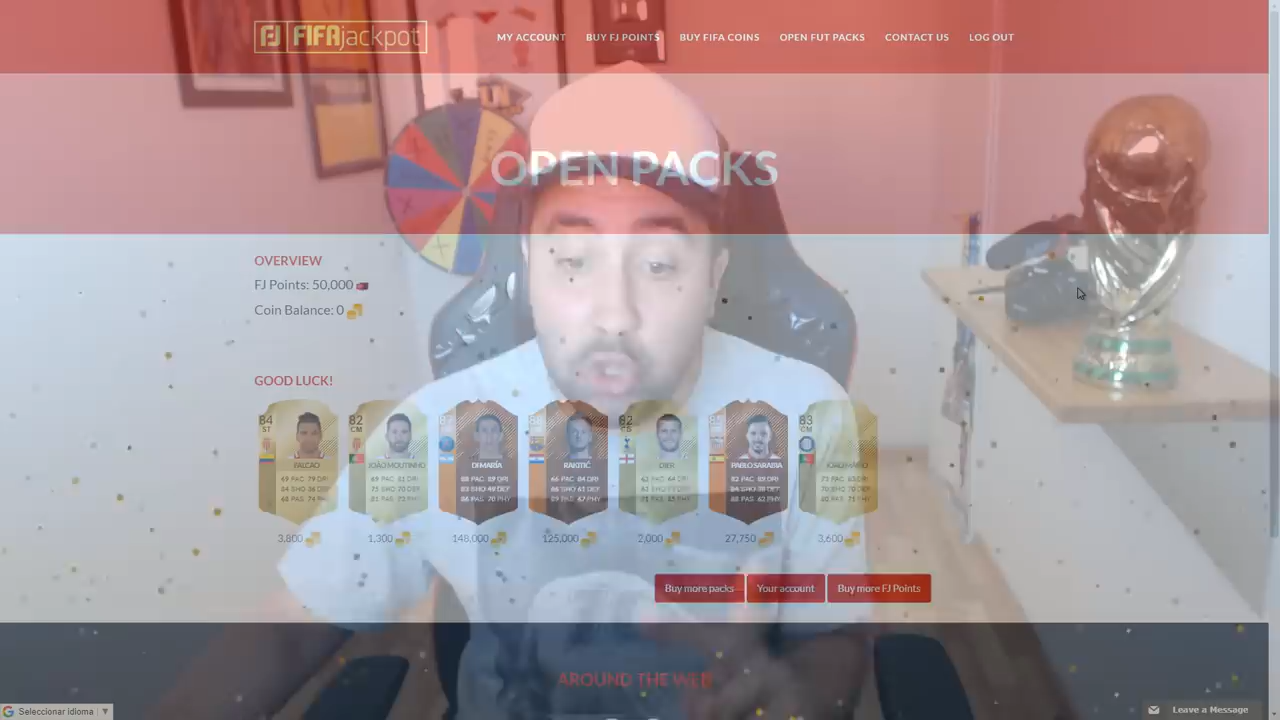 FJ FIFAjackpot
MY ACCOUNT BUY FJ POINTS BUY FIFA COINS OPEN FUT PACKS CONTACT US LOG OUT
OPEN PACKS
OVERVIEW
FJ Points: 50,000
Coin Balance: 0
GOOD LUCK!
84 82 82 83
ST CM CB CM
FALCAO JOÃO MOUTINHO DI MARÍA RAKITIĆ DIER PABLO SARABIA JOÃO MÁRIO
3,800 1,300 148,000 125,000 2,000 27,750 3,600
Buy more packs Your account Buy more FJ Points
AROUND THE WEB
G Seleccionar idioma ▼
Leave a Message